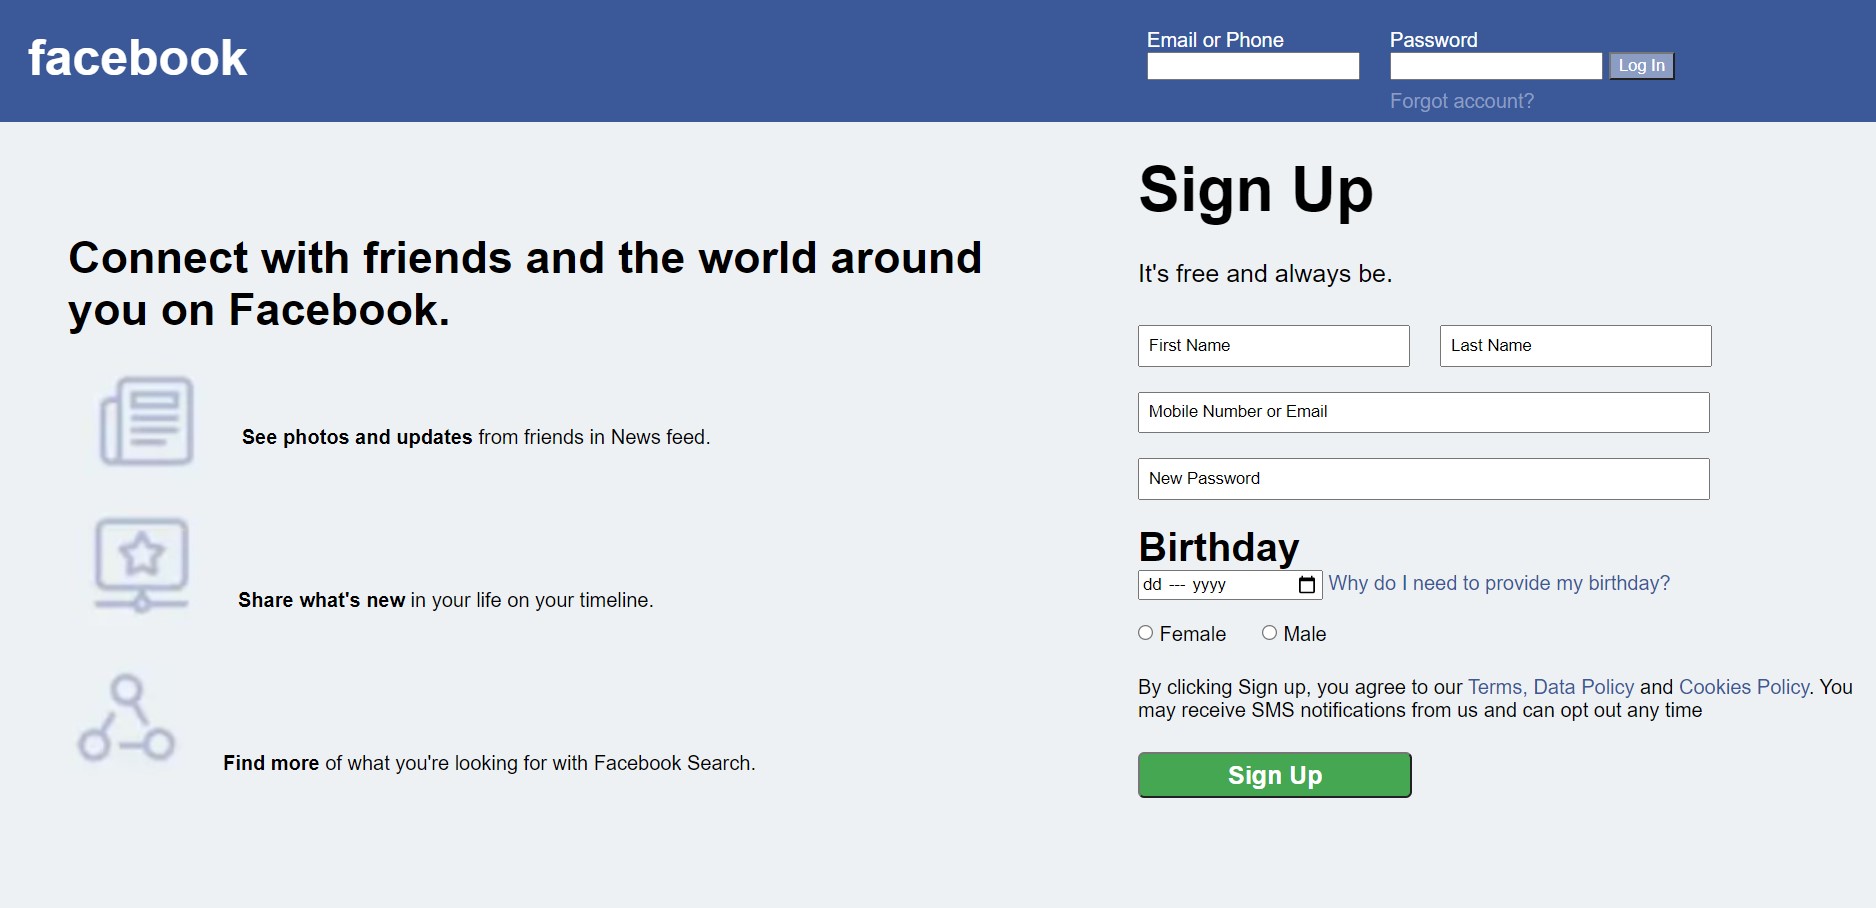 facebook
Email or Phone
Password
Log In
Forgot account?
Connect with friends and the world around
you on Facebook.
See photos and updates from friends in News feed.
Share what's new in your life on your timeline.
Find more of what you're looking for with Facebook Search.
Sign Up
It's free and always be.
First Name
Last Name
Mobile Number or Email
New Password
Birthday
dd --- yyyy
Why do I need to provide my birthday?
Female
Male
By clicking Sign up, you agree to our Terms, Data Policy and Cookies Policy. You
may receive SMS notifications from us and can opt out any time
Sign Up